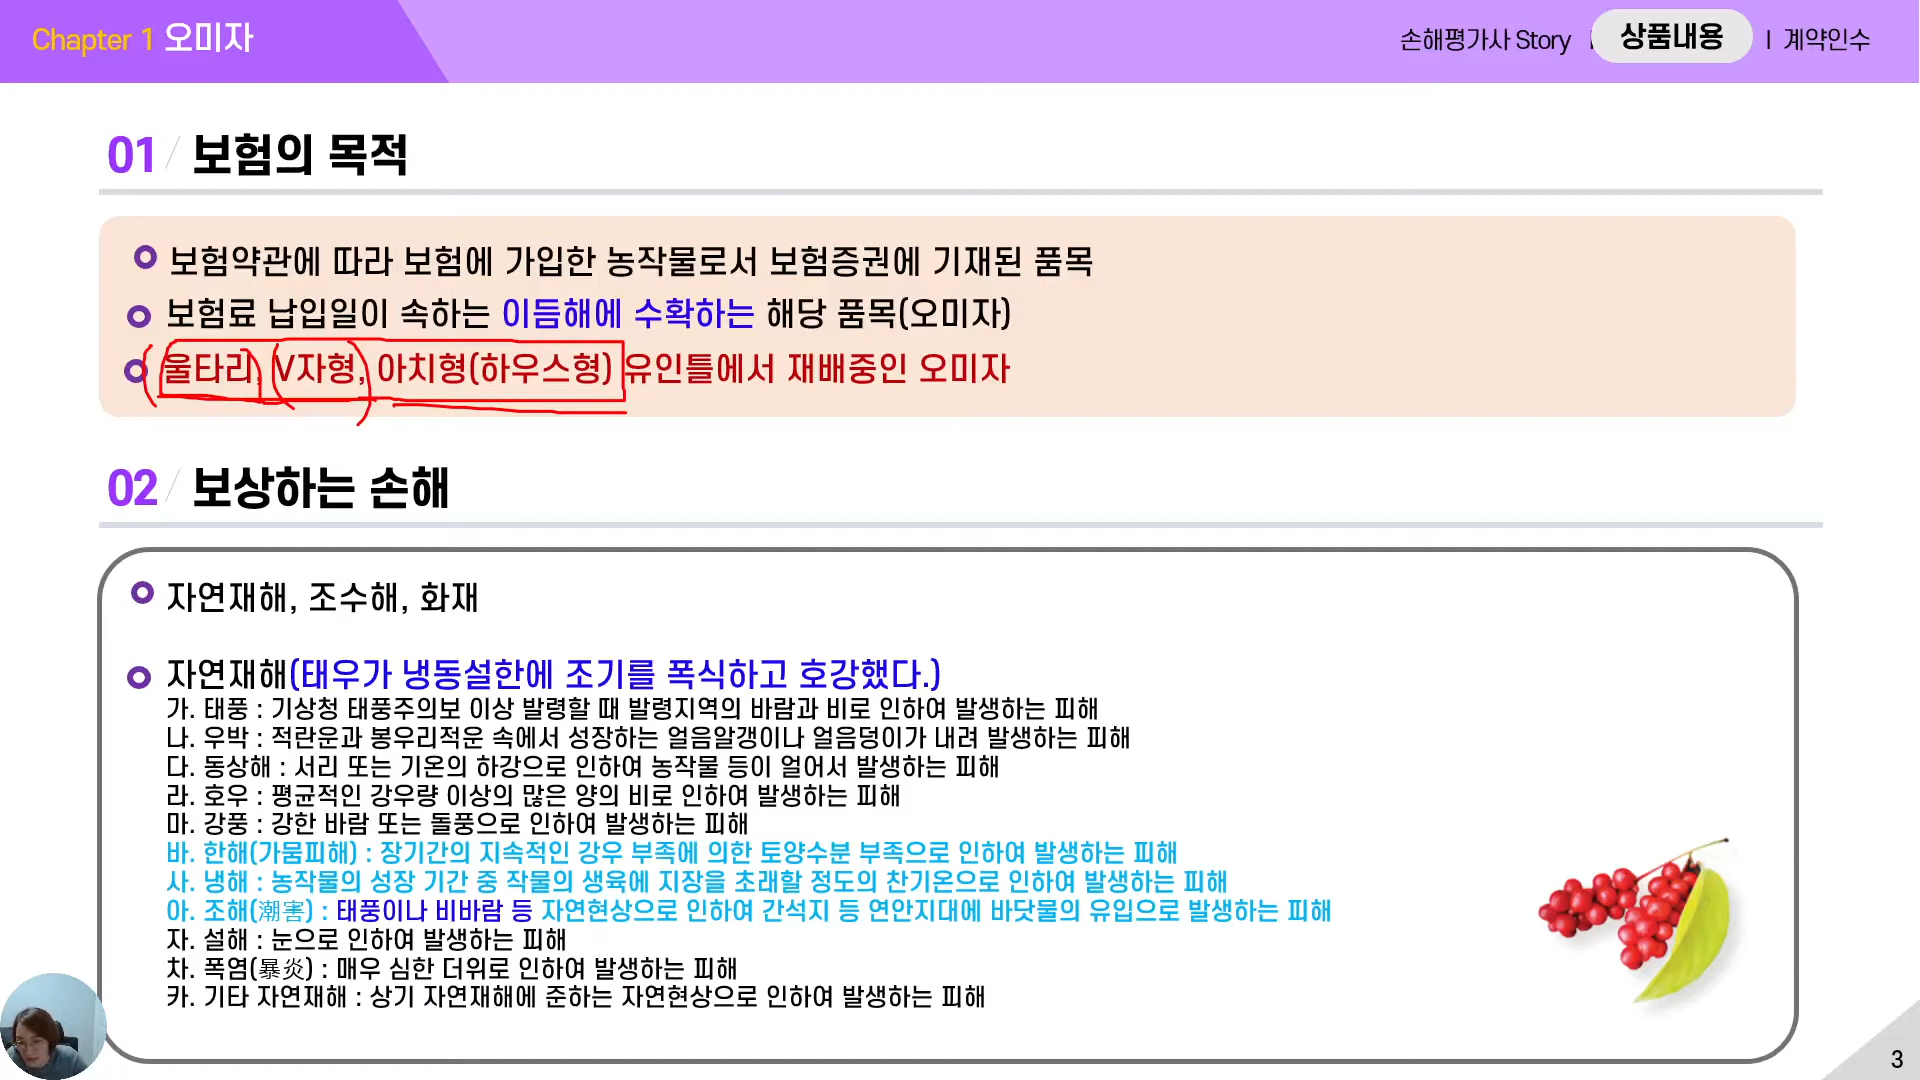 Chapter 1 오미자
손해평가사 Story
상품내용
I 계약인수
01 / 보험의 목적
보험약관에 따라 보험에 가입한 농작물로서 보험증권에 기재된 품목
보험료 납입일이 속하는 이듬해에 수확하는 해당 품목(오미자)
울타리, V자형, 아치형(하우스형) 유인틀에서 재배중인 오미자
02 / 보상하는 손해
자연재해, 조수해, 화재
자연재해(태우가 냉동설한에 조기를 폭식하고 호강했다.)
가. 태풍 : 기상청 태풍주의보 이상 발령할 때 발령지역의 바람과 비로 인하여 발생하는 피해
나. 우박 : 적란운과 봉우리적운 속에서 성장하는 얼음알갱이나 얼음덩이가 내려 발생하는 피해
다. 동상해 : 서리 또는 기온의 하강으로 인하여 농작물 등이 얼어서 발생하는 피해
라. 호우 : 평균적인 강우량 이상의 많은 양의 비로 인하여 발생하는 피해
마. 강풍 : 강한 바람 또는 돌풍으로 인하여 발생하는 피해
바. 한해(가뭄피해) : 장기간의 지속적인 강우 부족에 의한 토양수분 부족으로 인하여 발생하는 피해
사. 냉해 : 농작물의 성장 기간 중 작물의 생육에 지장을 초래할 정도의 찬기온으로 인하여 발생하는 피해
아. 조해(潮害) : 태풍이나 비바람 등 자연현상으로 인하여 간석지 등 연안지대에 바닷물의 유입으로 발생하는 피해
자. 설해 : 눈으로 인하여 발생하는 피해
차. 폭염(暴炎) : 매우 심한 더위로 인하여 발생하는 피해
카. 기타 자연재해 : 상기 자연재해에 준하는 자연현상으로 인하여 발생하는 피해
3